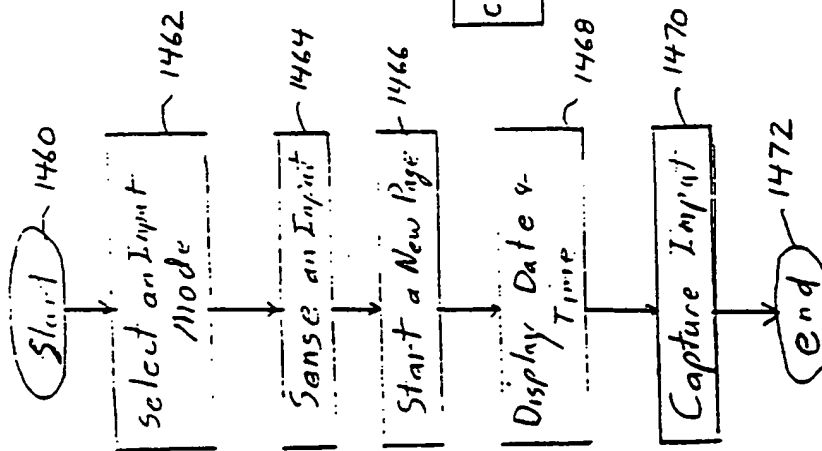 Start
1460
Select an Input
Mode
1462
Sense an Input
1464
Start a New Page
1466
Display Date &
Time
1468
Capture Input
1470
end
1472
C